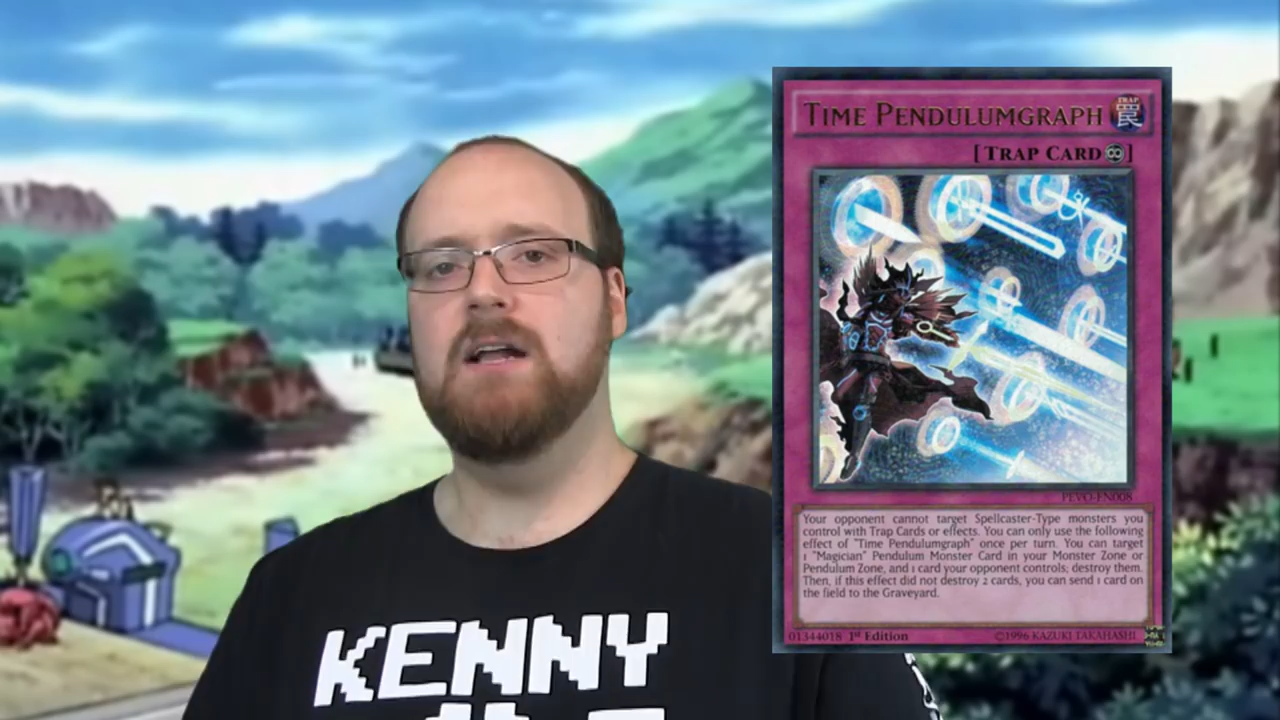 TIME PENDULUMGRAPH
TRAP
罠
[TRAP CARD ]
PEVO-EN008
Your opponent cannot target Spellcaster-Type monsters you
control with Trap Cards or effects. You can only use the following
effect of "Time Pendulumgraph" once per turn. You can target
1 "Magician" Pendulum Monster Card in your Monster Zone or
Pendulum Zone, and 1 card your opponent controls; destroy them.
Then, if this effect did not destroy 2 cards, you can send 1 card on
the field to the Graveyard.
01344018 1st Edition
©1996 KAZUKI TAKAHASHI
KENNY